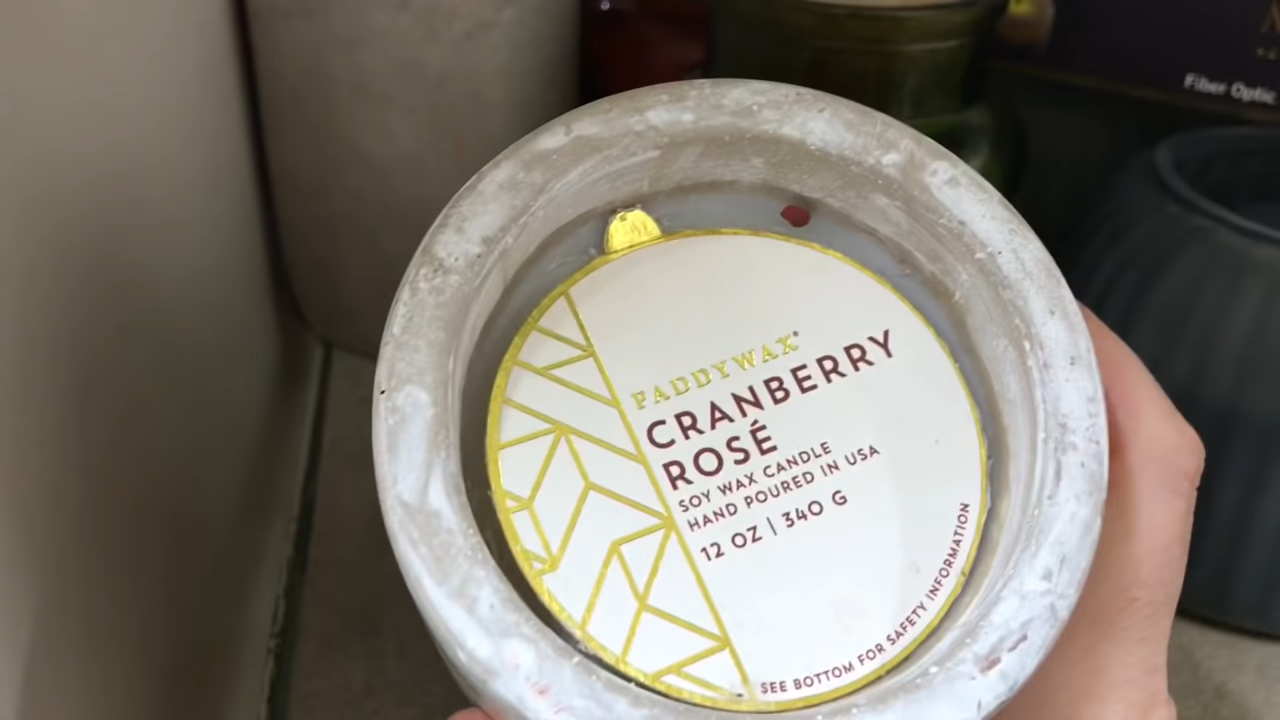 Fiber Optic
PADDYWAX®
CRANBERRY
ROSÉ
SOY WAX CANDLE
HAND POURED IN USA
12 OZ | 340 G
SEE BOTTOM FOR SAFETY INFORMATION